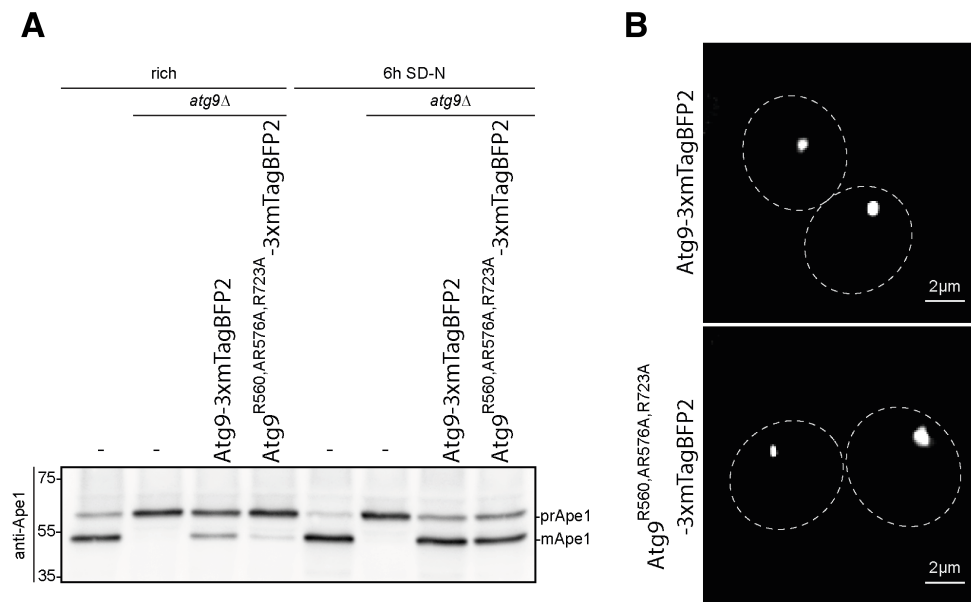 A
B
rich
6h SD-N
atg9Δ
atg9Δ
-
-
Atg9-3xmTagBFP2
Atg9R560,AR576A,R723A-3xmTagBFP2
-
-
Atg9-3xmTagBFP2
Atg9R560,AR576A,R723A-3xmTagBFP2
anti-Ape1
75-
55-
35-
-prApe1
-mApe1
Atg9-3xmTagBFP2
2µm
Atg9R560,AR576A,R723A
-3xmTagBFP2
2µm